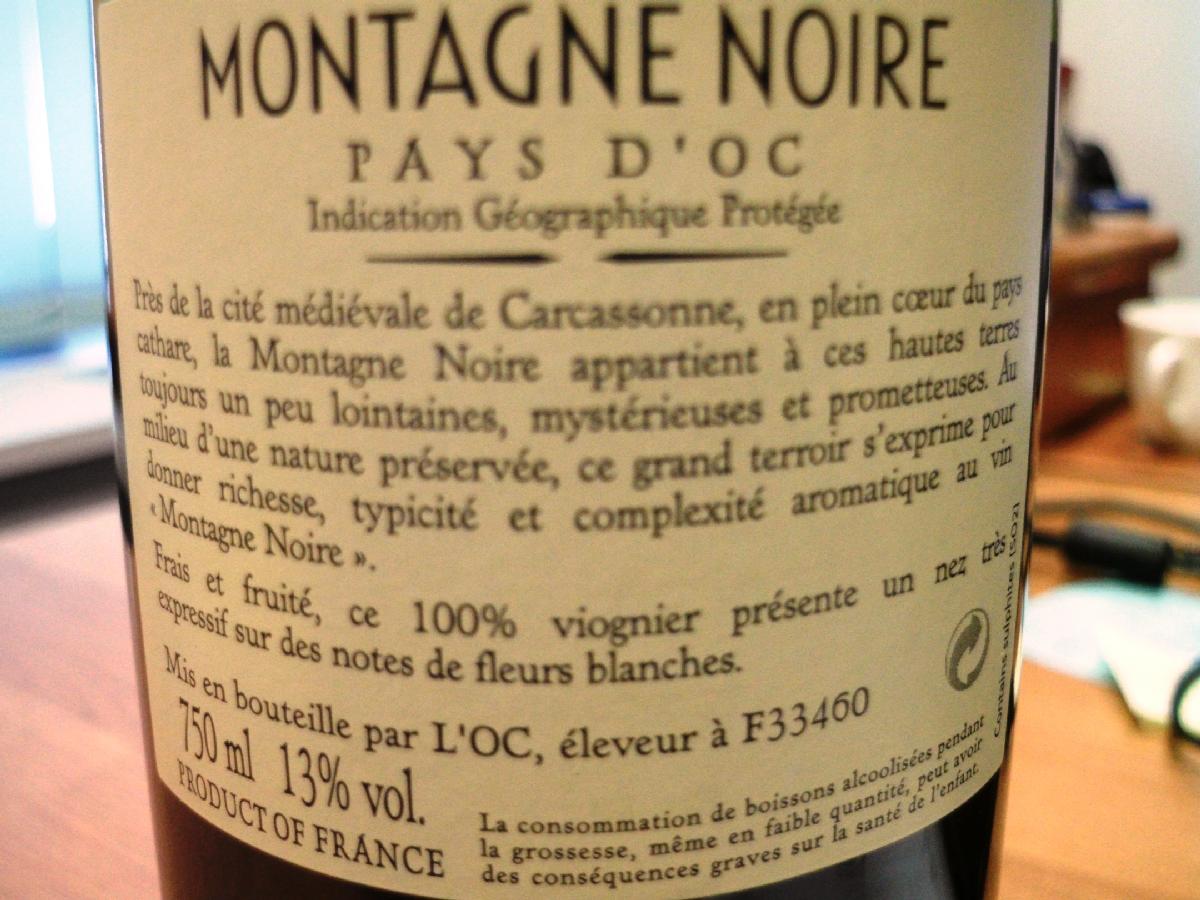 MONTAGNE NOIRE
PAYS D'OC
Indication Géographique Protégée
Près de la cité médiévale de Carcassonne, en plein cœur du pays
cathare, la Montagne Noire appartient à ces hautes terres
toujours un peu lointaines, mystérieuses et prometteuses. Au
milieu d'une nature préservée, ce grand terroir s'exprime pour
donner richesse, typicité et complexité aromatique au vin
« Montagne Noire ».
Frais et fruité, ce 100% viognier présente un nez très
expressif sur des notes de fleurs blanches.
Mis en bouteille par L'OC, éleveur à F33460
750 ml 13% vol.
PRODUCT OF FRANCE
La consommation de boissons alcoolisées pendant
la grossesse, même en faible quantité, peut avoir
des conséquences graves sur la santé de l'enfant.
Contains sulphites (SO2)